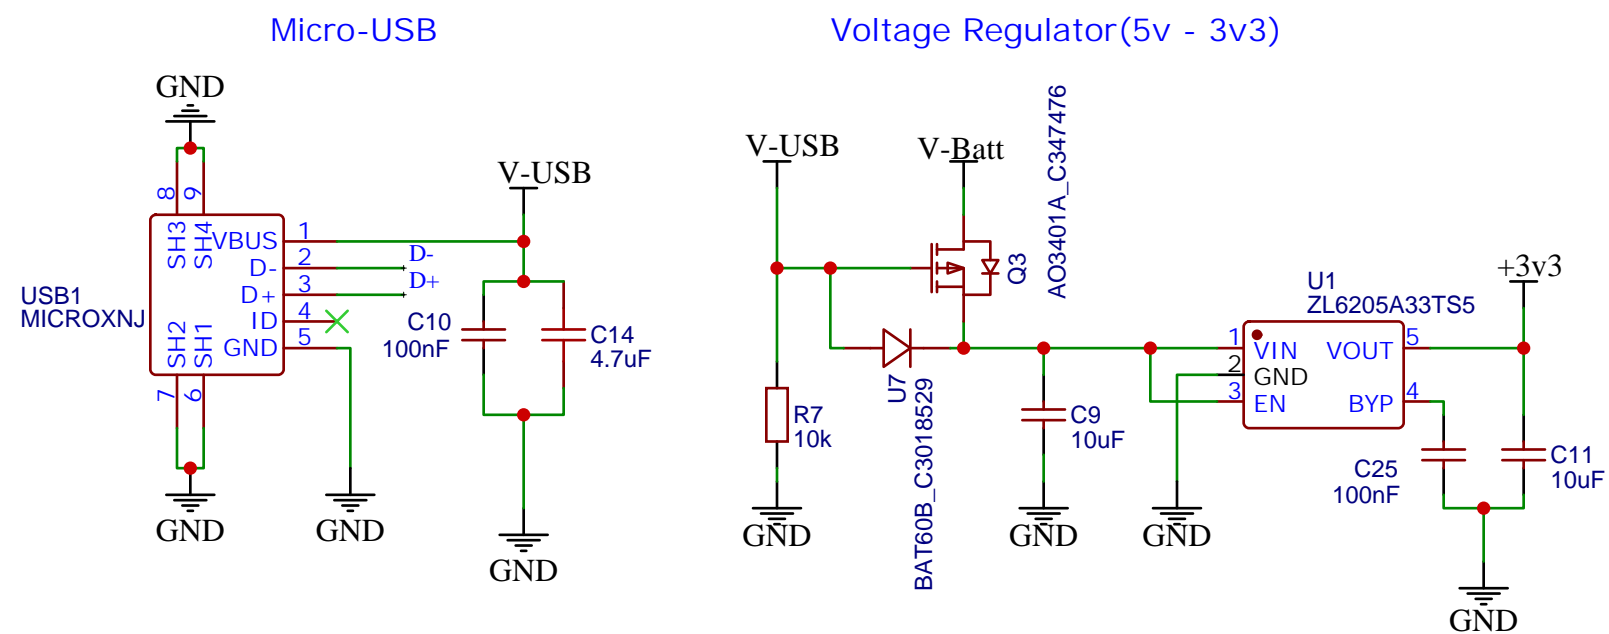 Micro-USB
Voltage Regulator(5v - 3v3)
GND
8
9
SH3
SH4
VBUS
1
D-
2
D-
D+
3
D+
ID
4
GND
5
SH2
SH1
7
6
USB1
MICROXNJ
GND
GND
V-USB
C10
100nF
C14
4.7uF
GND
V-USB
V-Batt
AO3401A_C347476
Q3
R7
10k
GND
U7
BAT60B_C3018529
C9
10uF
GND
GND
U1
ZL6205A33TS5
1
VIN
2
GND
3
EN
VOUT
5
BYP
4
+3v3
C25
100nF
C11
10uF
GND